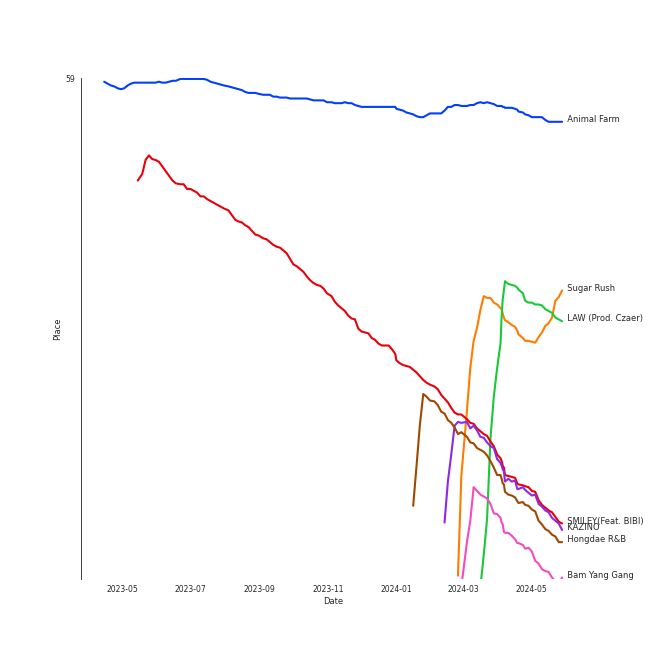 59
Animal Farm
Sugar Rush
LAW (Prod. Czaer)
Place
SMILEY(Feat. BIBI)
KAZINO
Hongdae R&B
Bam Yang Gang
2023-05 2023-07 2023-09 2023-11 2024-01 2024-03 2024-05
Date